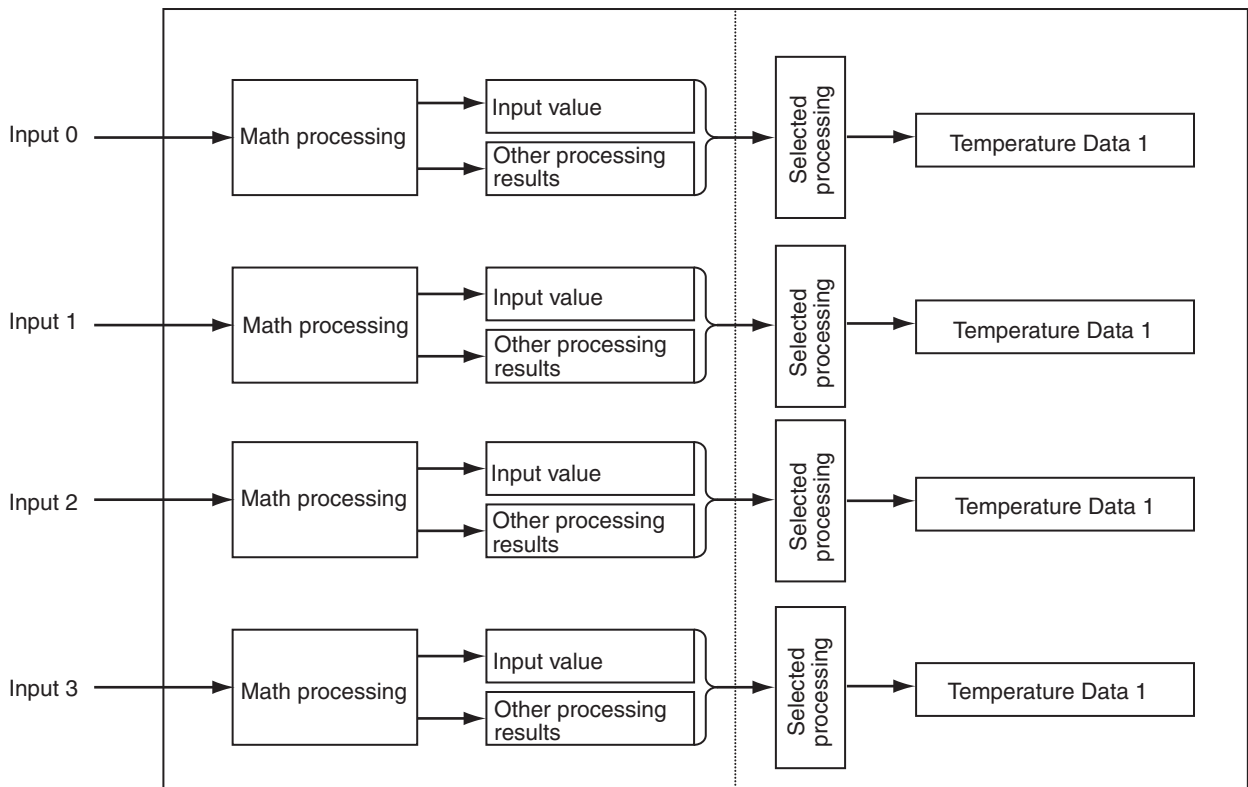 Input 0
Math processing
Input value
Other processing
results
Selected
processing
Temperature Data 1
Input 1
Math processing
Input value
Other processing
results
Selected
processing
Temperature Data 1
Input 2
Math processing
Input value
Other processing
results
Selected
processing
Temperature Data 1
Input 3
Math processing
Input value
Other processing
results
Selected
processing
Temperature Data 1